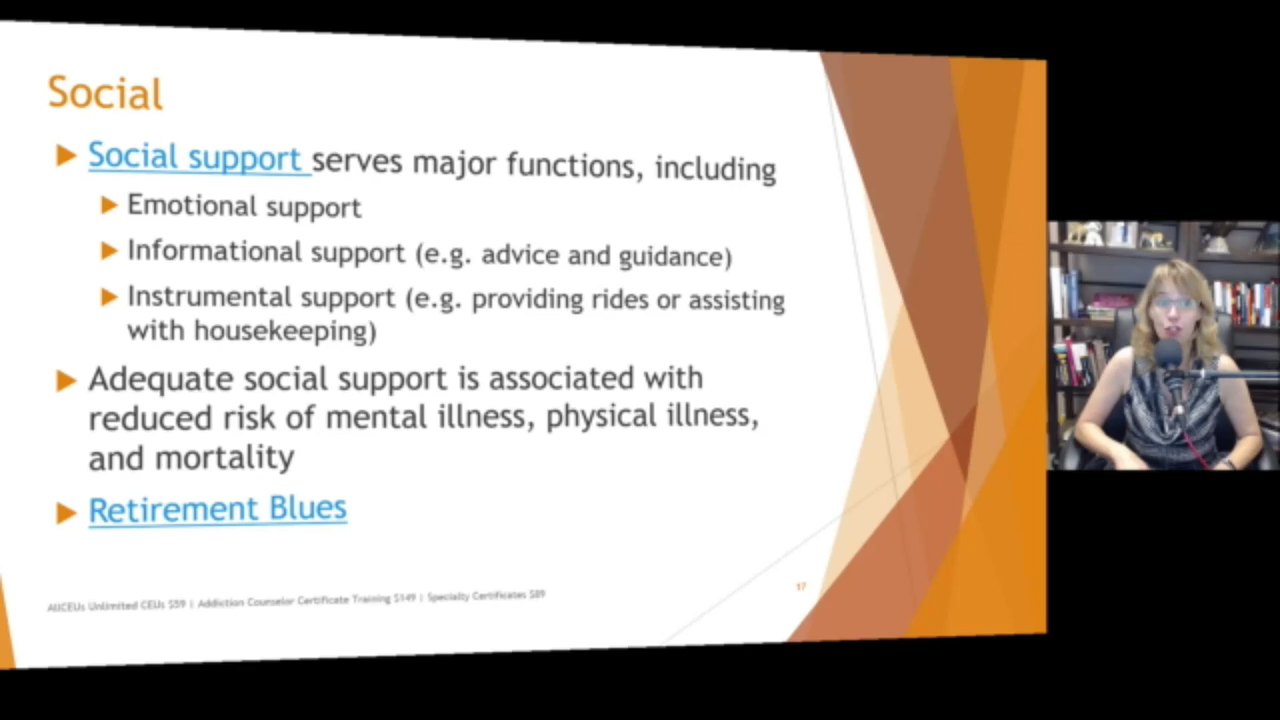 Social
Social support serves major functions, including
Emotional support
Informational support (e.g. advice and guidance)
Instrumental support (e.g. providing rides or assisting
with housekeeping)
Adequate social support is associated with
reduced risk of mental illness, physical illness,
and mortality
Retirement Blues
AllCEUs Unlimited CEUs $59 | Addiction Counselor Certificate Training $149 | Specialty Certificates $89
17